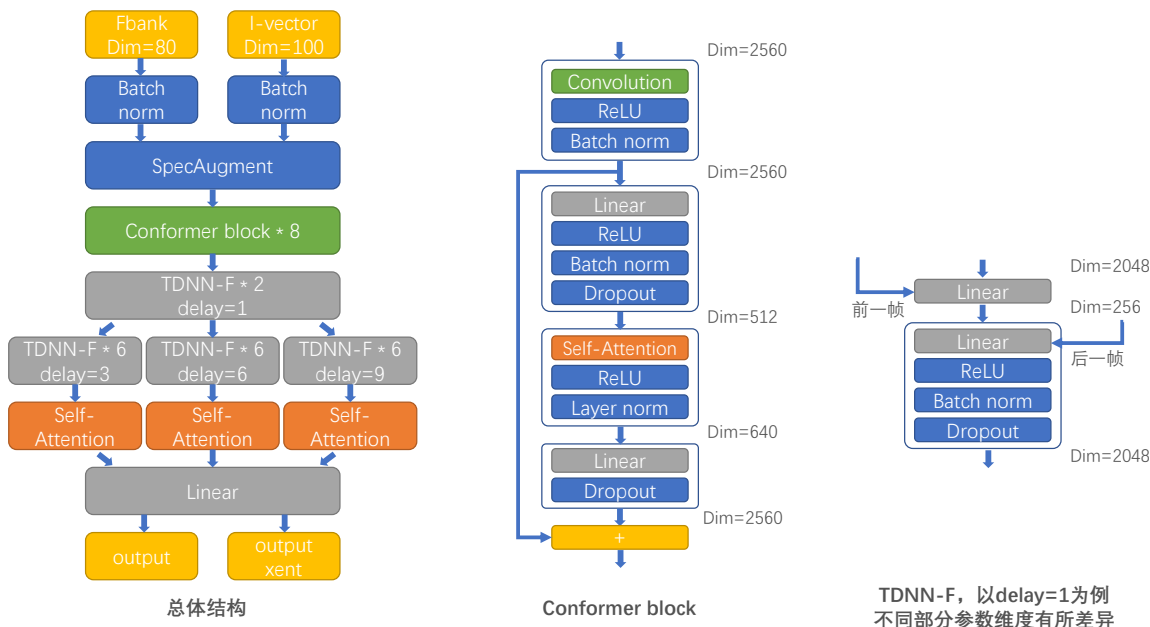 Fbank
Dim=80
I-vector
Dim=100
Batch
norm
Batch
norm
SpecAugment
Conformer block * 8
TDNN-F * 2
delay=1
TDNN-F * 6
delay=3
TDNN-F * 6
delay=6
TDNN-F * 6
delay=9
Self-
Attention
Self-
Attention
Self-
Attention
Linear
output
output
xent
总体结构
Dim=2560
Convolution
ReLU
Batch norm
Dim=2560
Linear
ReLU
Batch norm
Dropout
Dim=512
Self-Attention
ReLU
Layer norm
Dim=640
Linear
Dropout
Dim=2560
+
Conformer block
Dim=2048
Linear
前一帧
Dim=256
Linear
后一帧
ReLU
Batch norm
Dropout
Dim=2048
TDNN-F，以delay=1为例
不同部分参数维度有所差异